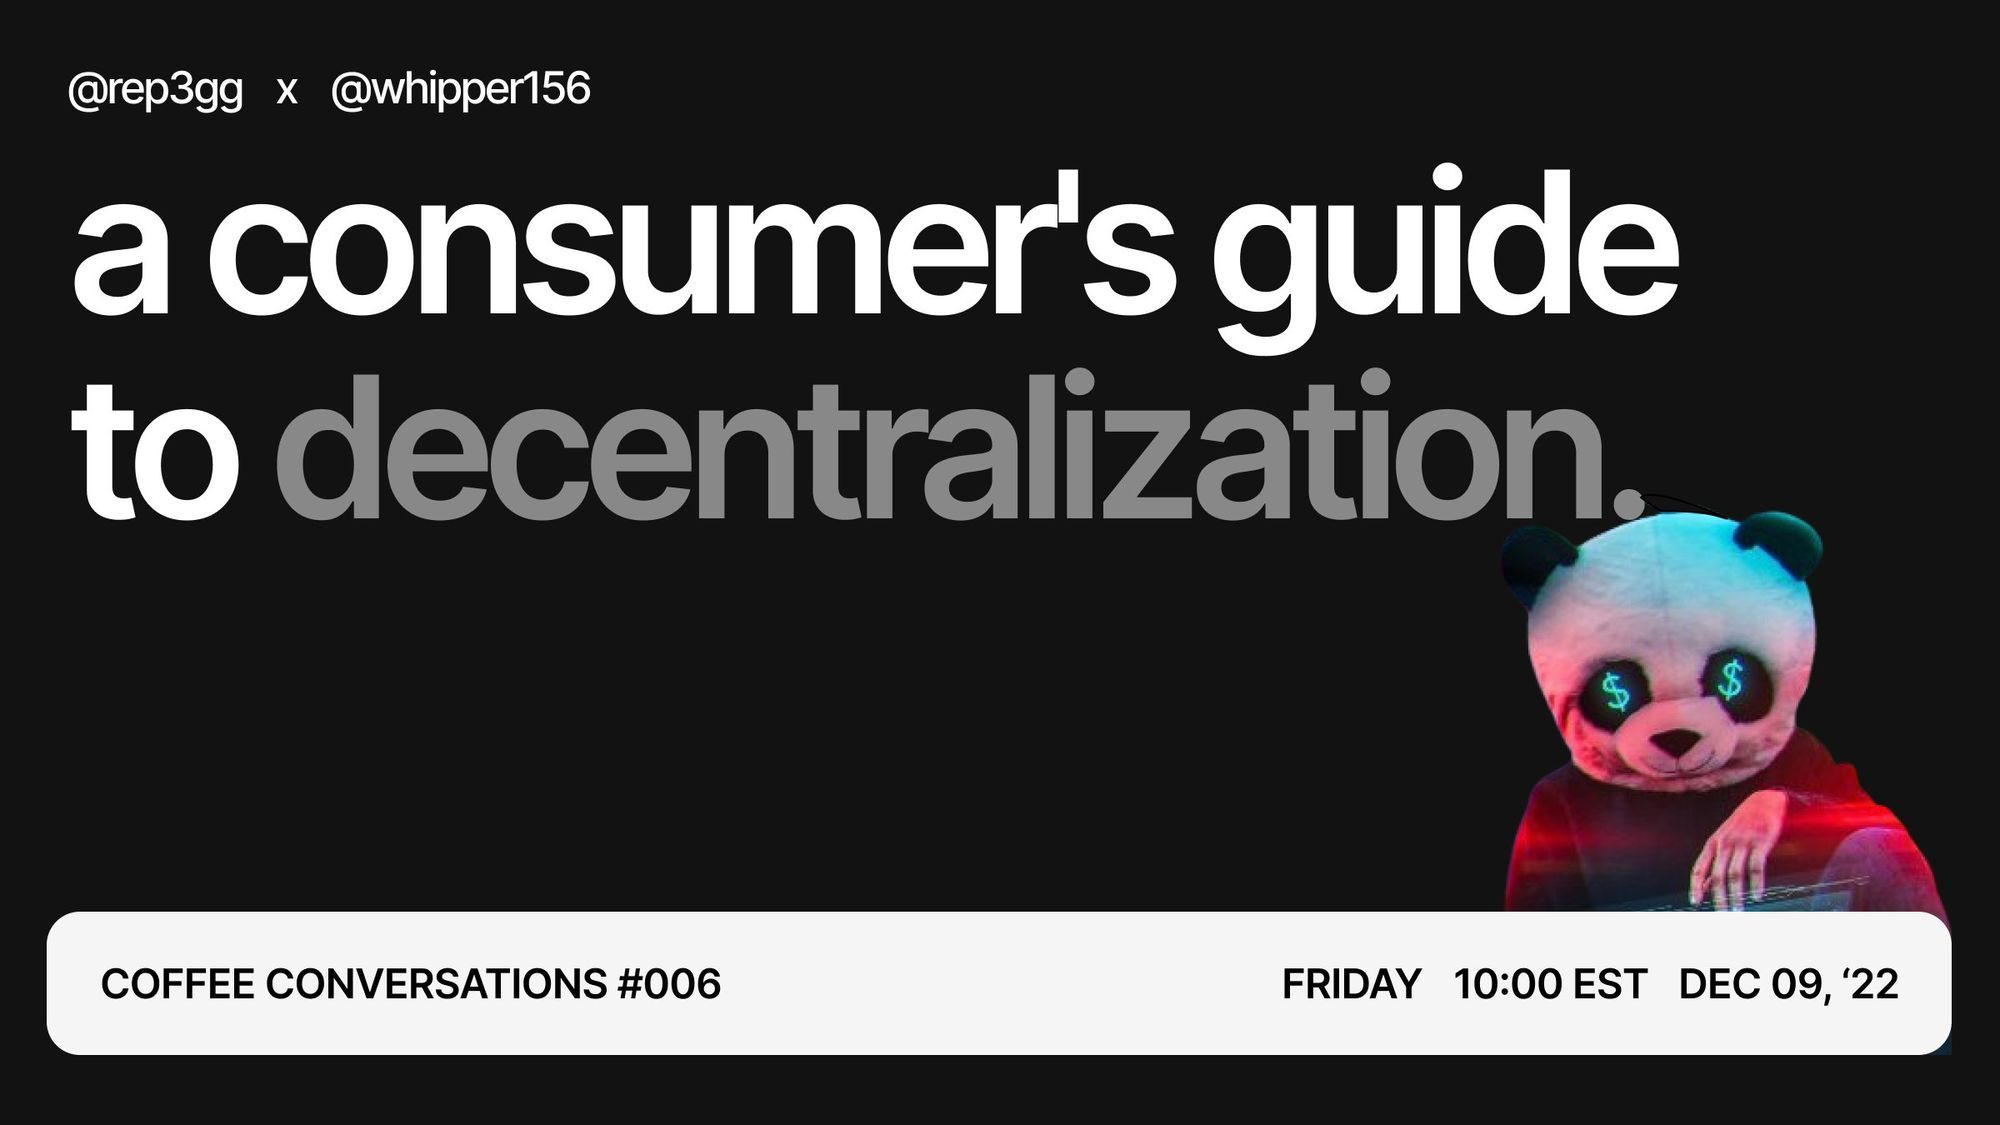 @rep3gg x @whipper156
a consumer's guide
to decentralization.
$ $
COFFEE CONVERSATIONS #006
FRIDAY 10:00 EST DEC 09, ‘22